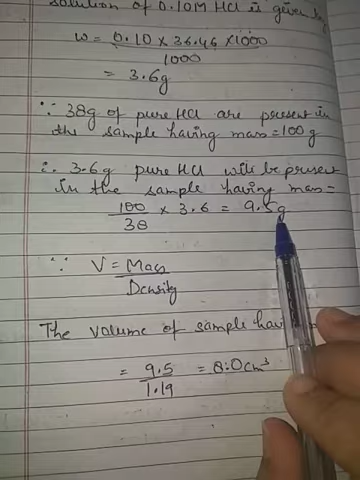 solution of 0.10M HCl is given by
w = 0.10 x 36.46 x 1000
1000
= 3.6g
∵ 38g of pure HCl are present in
the sample having mass = 100 g
∴ 3.6g pure HCl will be present
in the sample having mass =
100 x 3.6 = 9.5g
38
∵ V = Mass
Density
The volume of sample
= 9.5 = 8.0cm³
1.19